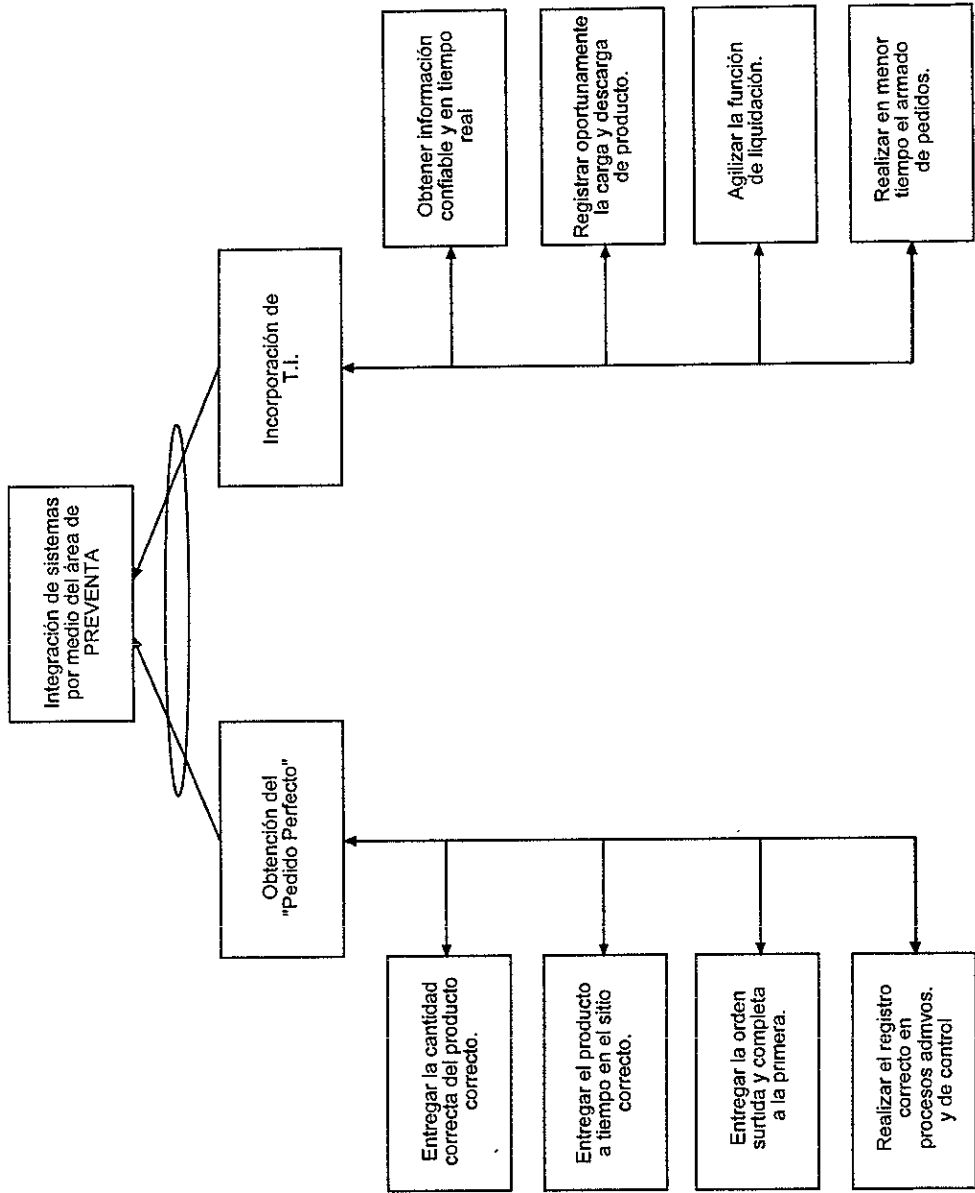 Integración de sistemas
por medio del área de
PREVENTA
Obtención del
"Pedido Perfecto"
Incorporación de
T.I.
Entregar la cantidad
correcta del producto
correcto.
Entregar el producto
a tiempo en el sitio
correcto.
Entregar la orden
surtida y completa
a la primera.
Realizar el registro
correcto en
procesos admvos.
y de control
Obtener información
confiable y en tiempo
real
Registrar oportunamente
la carga y descarga
de producto.
Agilizar la función
de liquidación.
Realizar en menor
tiempo el armado
de pedidos.